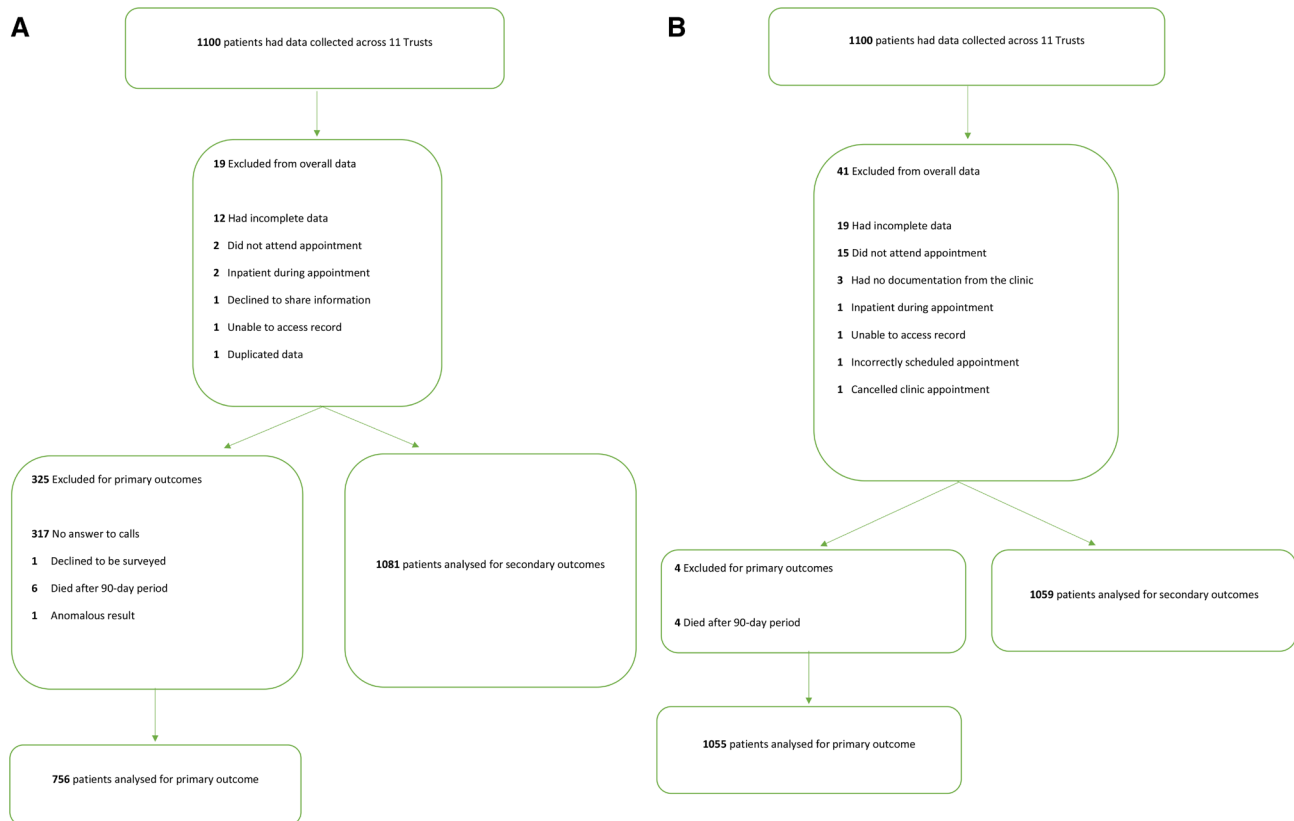 A
1100 patients had data collected across 11 Trusts
19 Excluded from overall data
12 Had incomplete data
2 Did not attend appointment
2 Inpatient during appointment
1 Declined to share information
1 Unable to access record
1 Duplicated data
325 Excluded for primary outcomes
317 No answer to calls
1 Declined to be surveyed
6 Died after 90-day period
1 Anomalous result
1081 patients analysed for secondary outcomes
756 patients analysed for primary outcome
B
1100 patients had data collected across 11 Trusts
41 Excluded from overall data
19 Had incomplete data
15 Did not attend appointment
3 Had no documentation from the clinic
1 Inpatient during appointment
1 Unable to access record
1 Incorrectly scheduled appointment
1 Cancelled clinic appointment
4 Excluded for primary outcomes
4 Died after 90-day period
1059 patients analysed for secondary outcomes
1055 patients analysed for primary outcome